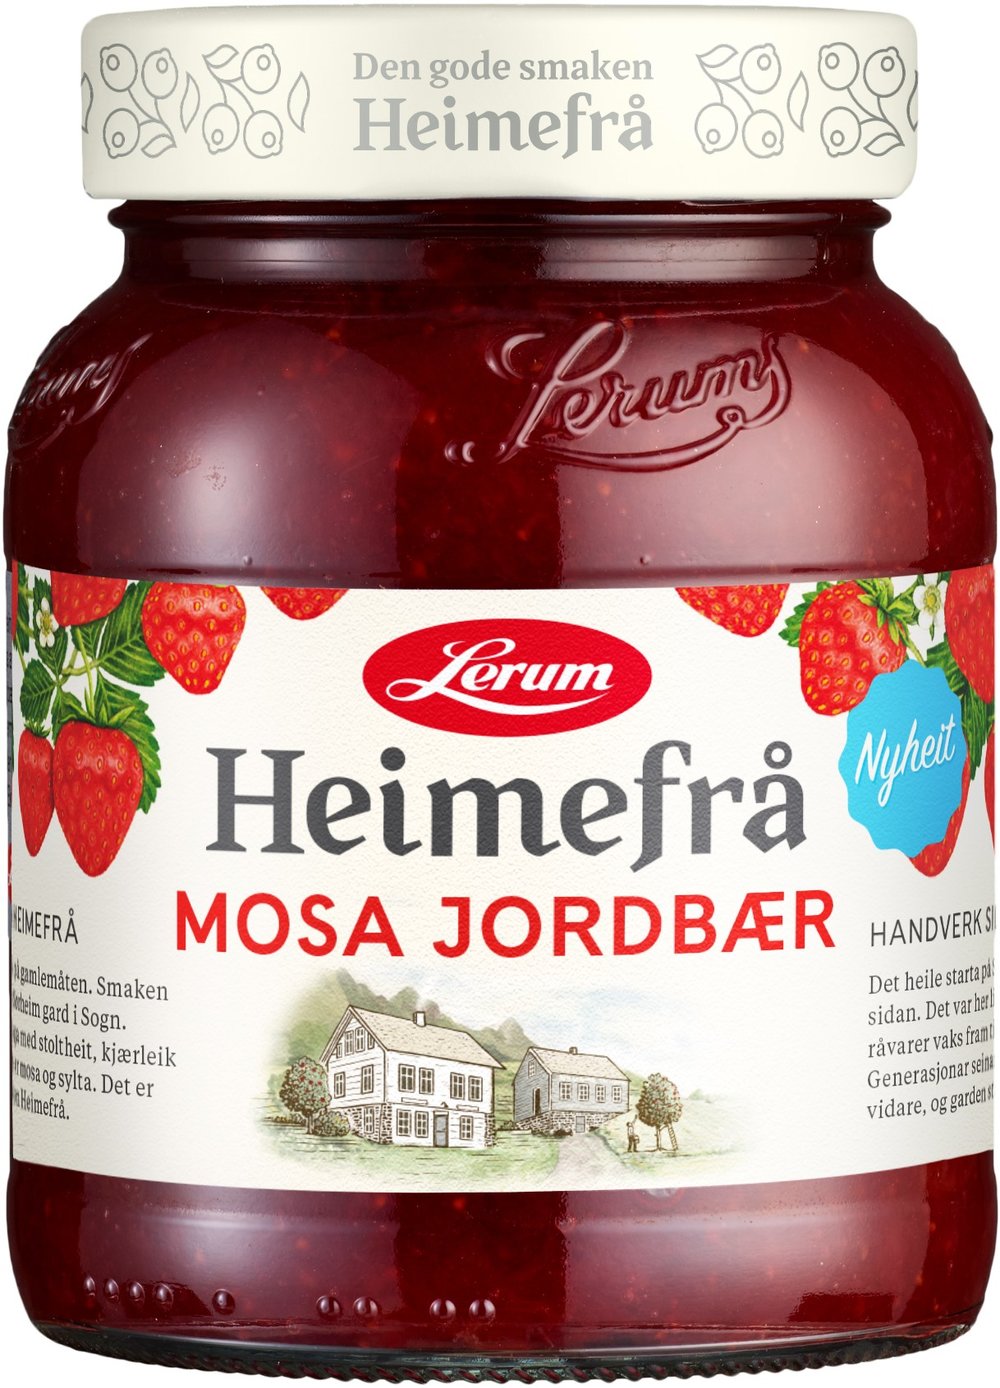 Den gode smaken
Heimefrå
Lerums
Lerum
Heimefrå
Nyheit
MOSA JORDBÆR
HEIMEFRÅ
på gamlemåten. Smaken
gard i Sogn.
med stoltheit, kjærleik
mosa og sylta. Det er
Heimefrå.
HANDVERK
Det heile starta på
sidan. Det var her
råvarer vaks fram
Generasjonar
vidare, og garden